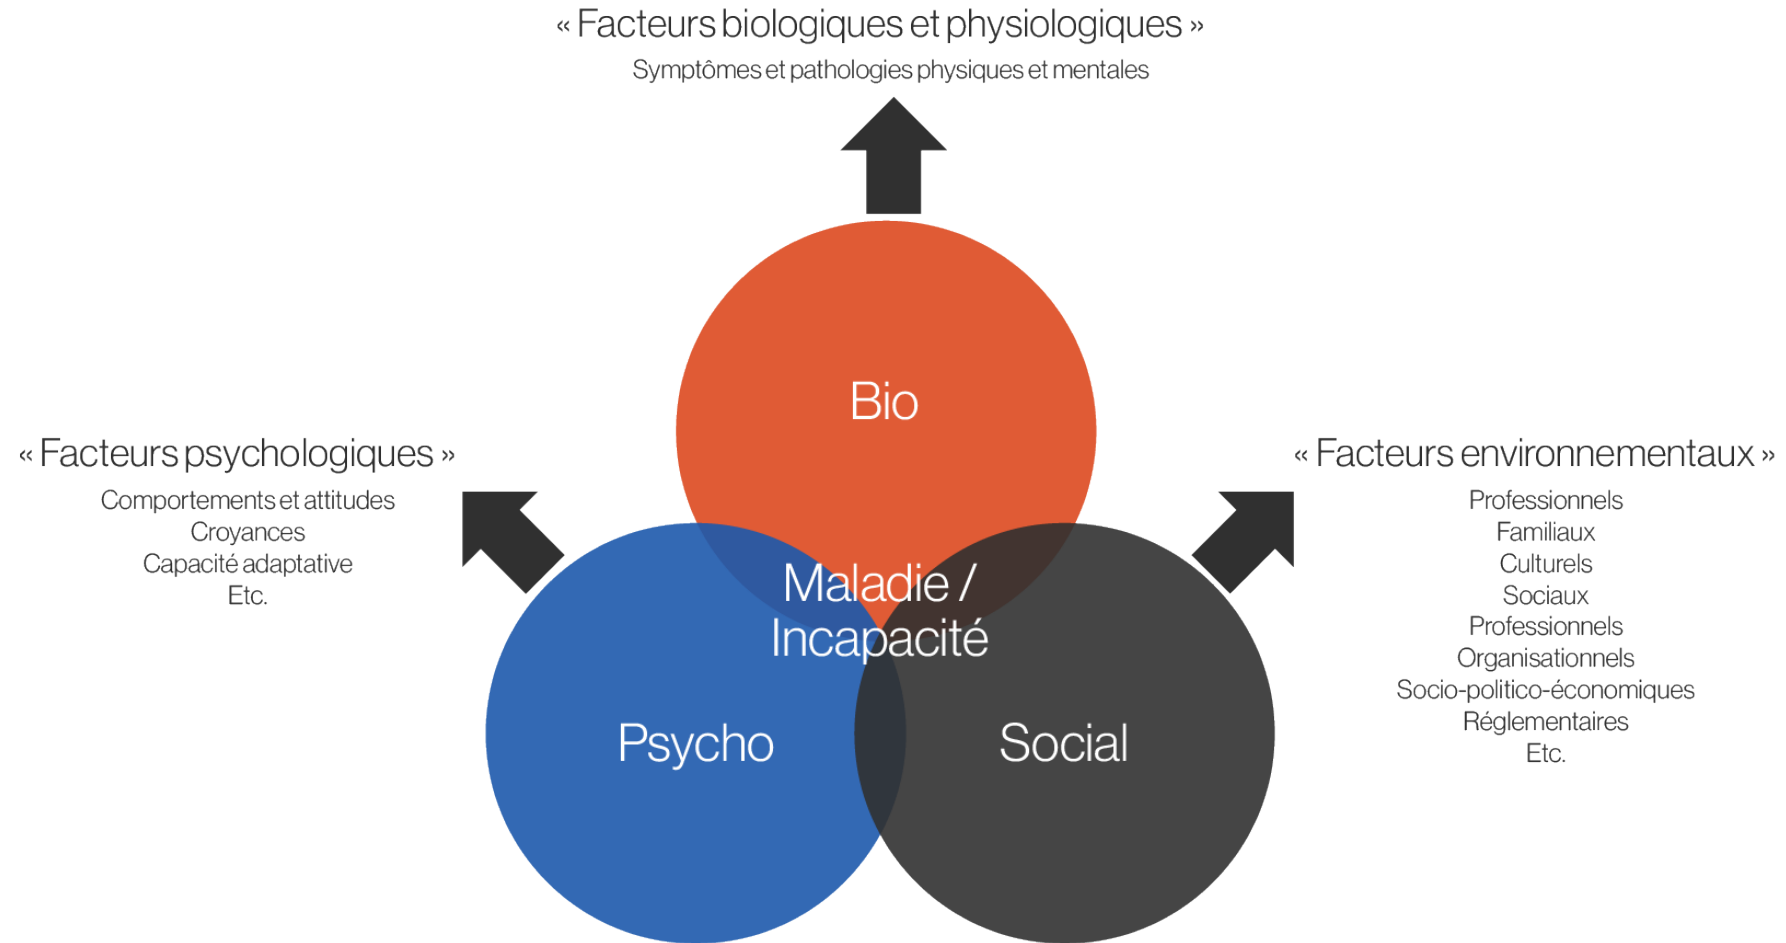 « Facteurs biologiques et physiologiques »
Symptômes et pathologies physiques et mentales
Bio
« Facteurs psychologiques »
Comportements et attitudes
Croyances
Capacité adaptative
Etc.
« Facteurs environnementaux »
Professionnels
Familiaux
Culturels
Sociaux
Professionnels
Organisationnels
Socio-politico-économiques
Réglementaires
Etc.
Maladie /
Incapacité
Psycho
Social